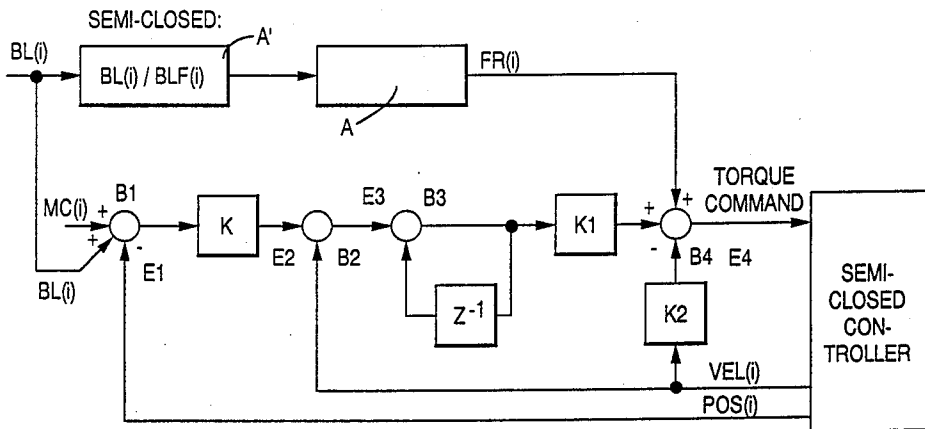 SEMI-CLOSED:
BL(i)
A'
BL(i) / BLF(i)
FR(i)
A
MC(i)
+
B1
+
-
E1
BL(i)
K
E2
B2
E3
B3
Z-1
K1
+
+
-
B4
E4
TORQUE
COMMAND
K2
SEMI-
CLOSED
CON-
TROLLER
VEL(i)
POS(i)